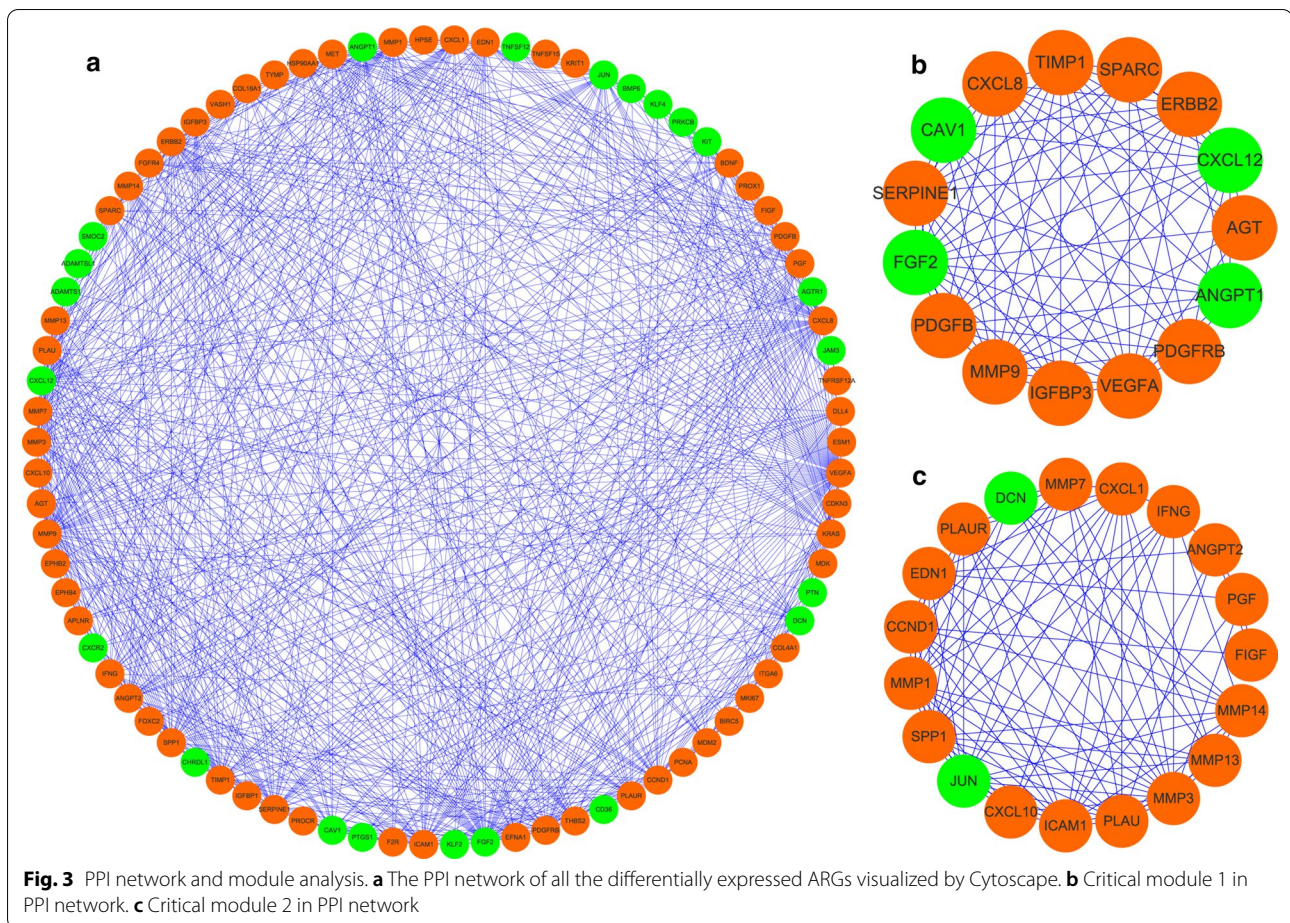 a
ANGPT1
MMP1
HPSE
CXCL1
EDN1
TNFSF12
TNFSF15
KRIT1
JUN
BMP6
KLF4
PRKCB
KIT
BDNF
PROX1
FIGF
PDGFB
PGF
AGTR1
CXCL8
JAM3
TNFRSF12A
DLL4
ESM1
VEGFA
CDKN3
KRAS
MDK
PTN
DCN
COL4A1
ITGA6
MKI67
BIRC5
MDM2
PCNA
CCND1
PLAUR
CD36
THBS2
PDGFRB
EFNA1
FGF2
KLF2
ICAM1
F2R
PTGS1
CAV1
PROCR
SERPINE1
IGFBP1
TIMP1
CHRDL1
SPP1
FOXC2
ANGPT2
IFNG
CXCR2
APLNR
EPHB4
EPHB2
MMP9
AGT
CXCL10
MMP3
MMP7
CXCL12
PLAU
MMP13
ADAMTS1
ADAMTSL1
SMOC2
SPARC
MMP14
FGFR4
ERBB2
IGFBP3
VASH1
COL18A1
TYMP
HSP90AA1
MET
b
TIMP1
SPARC
ERBB2
CXCL12
AGT
ANGPT1
PDGFRB
VEGFA
IGFBP3
MMP9
PDGFB
FGF2
SERPINE1
CAV1
CXCL8
c
MMP7
CXCL1
IFNG
ANGPT2
PGF
FIGF
MMP14
MMP13
MMP3
PLAU
ICAM1
CXCL10
JUN
SPP1
MMP1
CCND1
EDN1
PLAUR
DCN
Fig. 3 PPI network and module analysis. a The PPI network of all the differentially expressed ARGs visualized by Cytoscape. b Critical module 1 in
PPI network. c Critical module 2 in PPI network